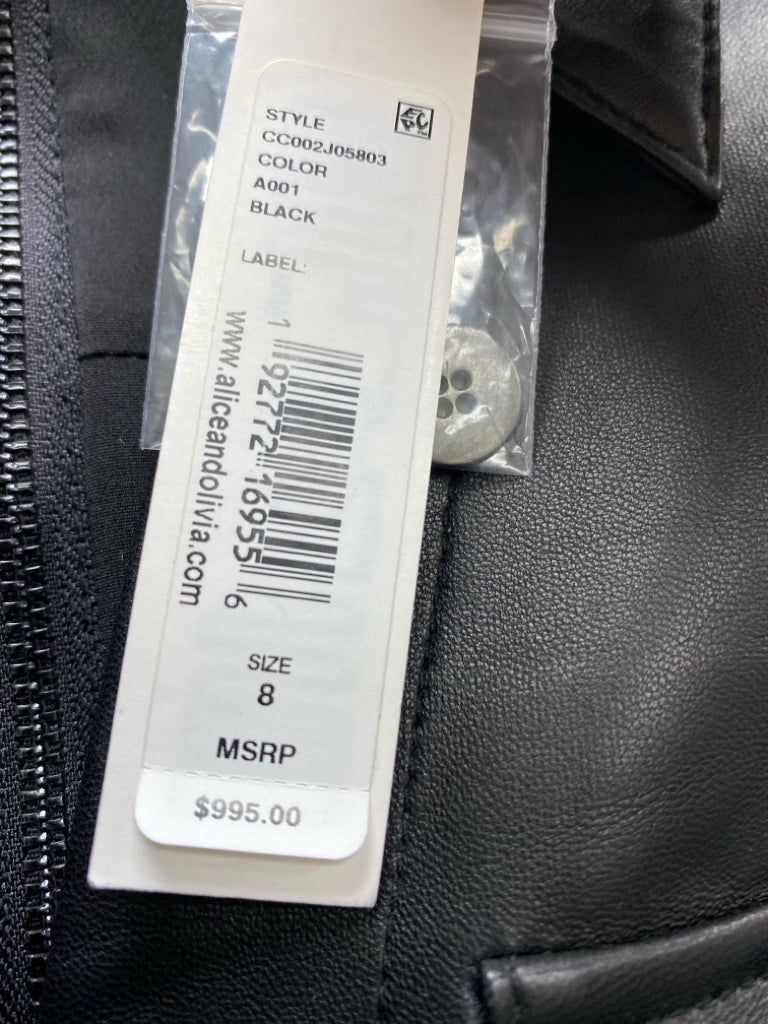 STYLE
CC002J05803
COLOR
A001
BLACK
LABEL:
1 92772 16955 6
www.aliceandolivia.com
SIZE
8
MSRP
$995.00